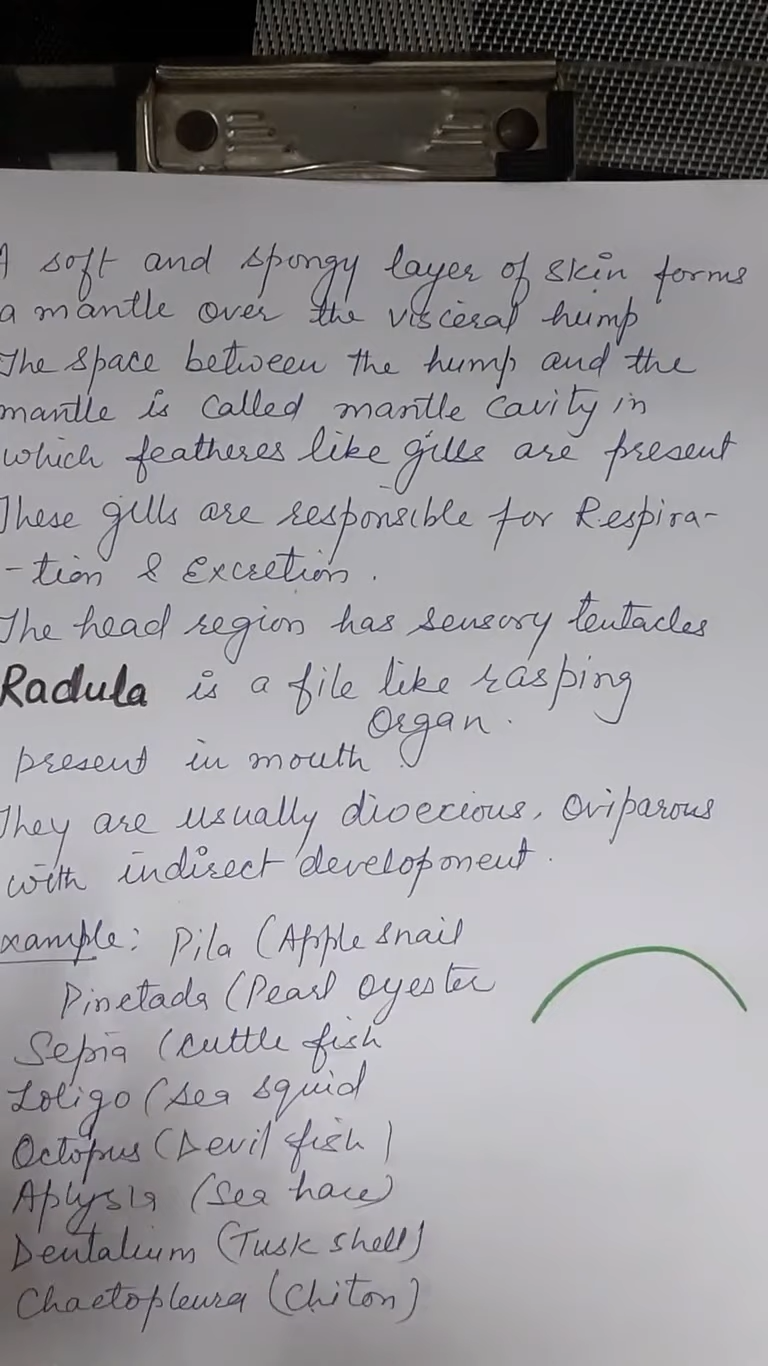 A soft and spongy layer of skin forms
a mantle over the visceral hump
The space between the hump and the
mantle is called mantle cavity in
which featheres like gills are present
These gills are responsible for Respira-
-tion & Excretion.
The head region has sensory tentacles
Radula is a file like rasping
organ.
present in mouth
They are usually dioecious, Oviparous
with indirect development.
xample: Pila (Apple snail
Pinctada (Pearl oyester
Sepia (Cuttle fish
Loligo (sea squid
Octopus (Devil fish)
Aplysia (Sea hare)
Dentalium (Tusk shell)
Chaetopleura (Chiton)